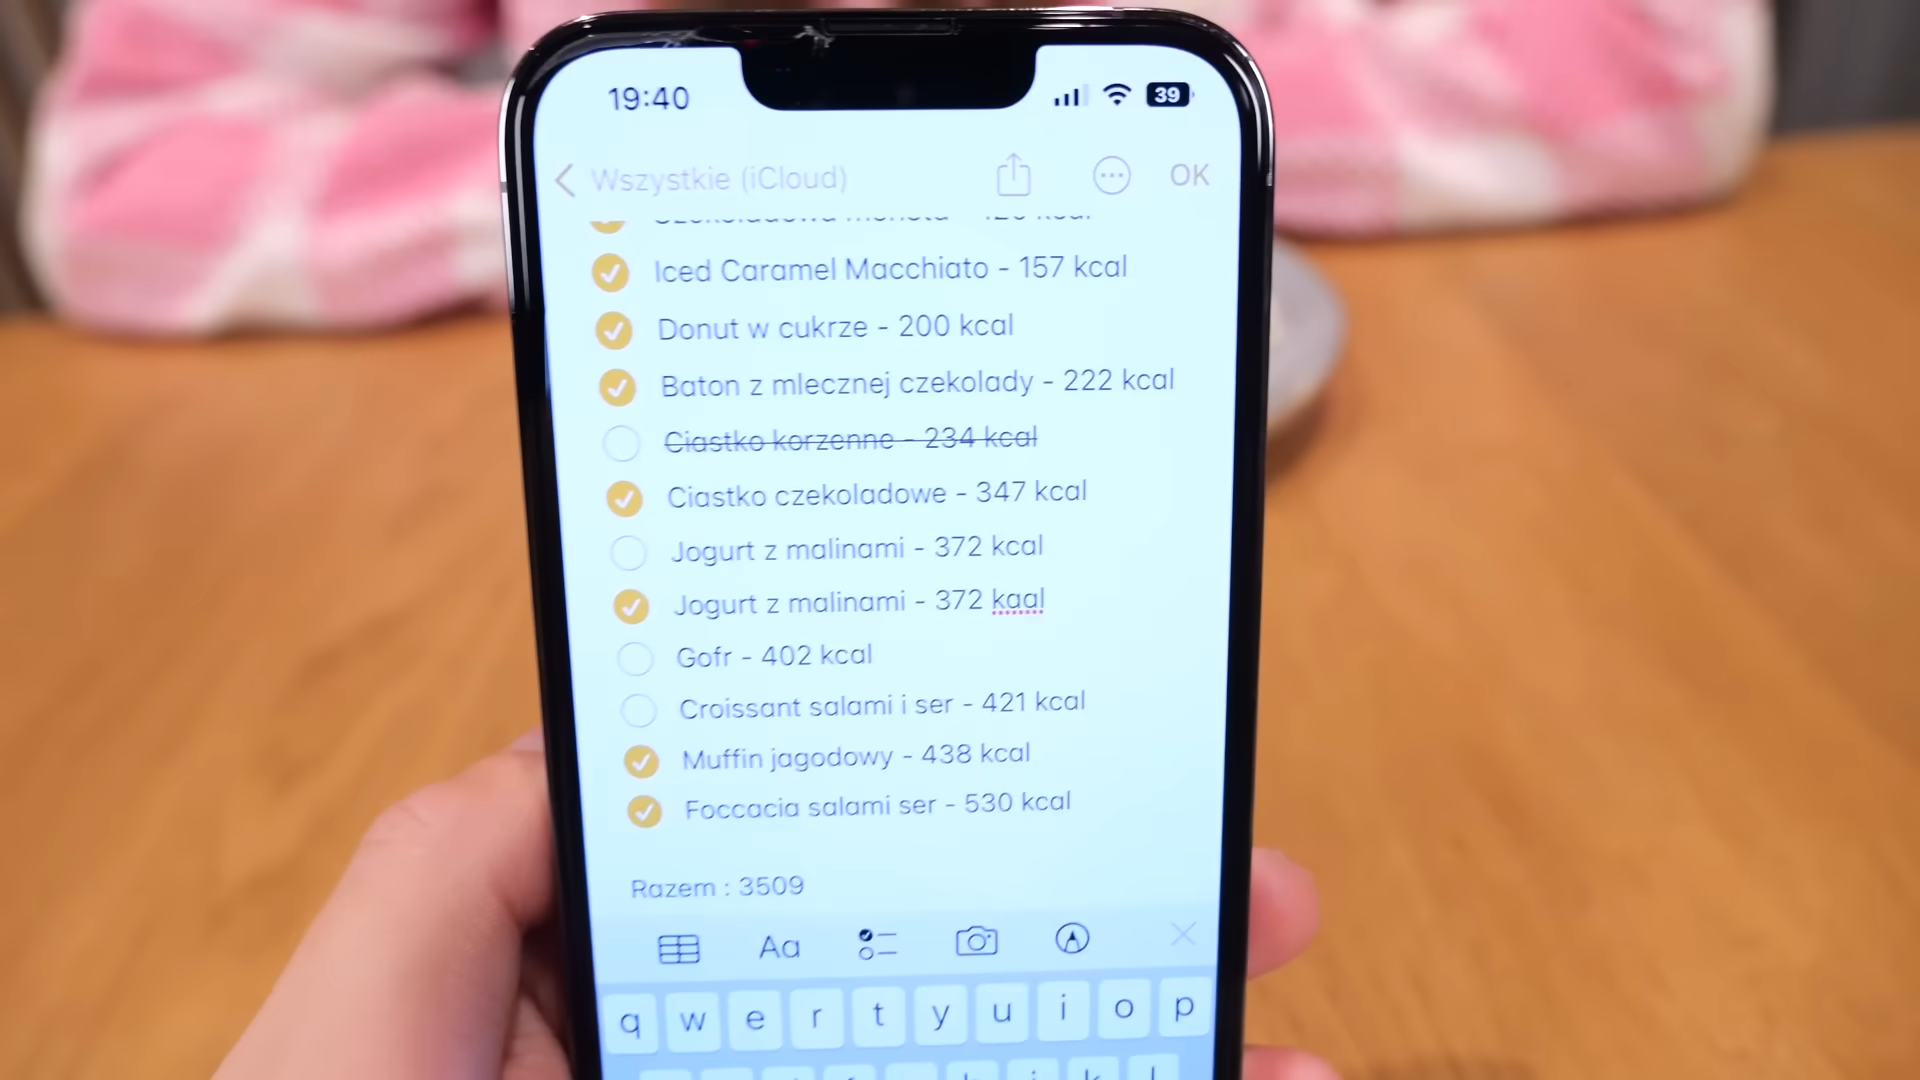 19:40
39
Wszystkie (iCloud)
OK
Iced Caramel Macchiato - 157 kcal
Donut w cukrze - 200 kcal
Baton z mlecznej czekolady - 222 kcal
Ciastko korzenne - 234 kcal
Ciastko czekoladowe - 347 kcal
Jogurt z malinami - 372 kcal
Jogurt z malinami - 372 kaal
Gofr - 402 kcal
Croissant salami i ser - 421 kcal
Muffin jagodowy - 438 kcal
Foccacia salami ser - 530 kcal
Razem : 3509
Aa
q w e r t y u i o p